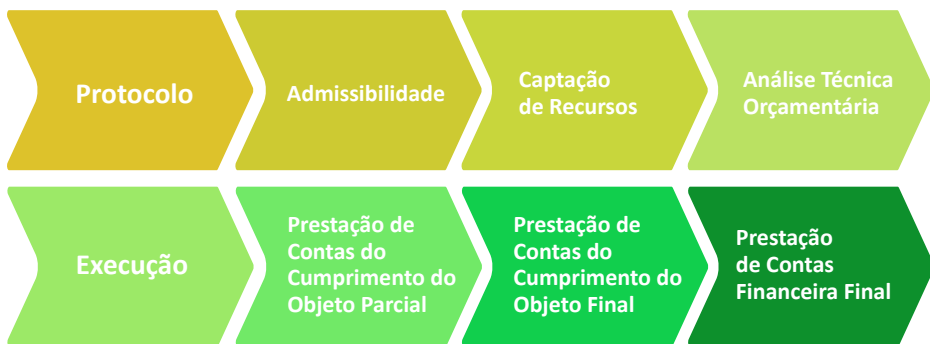 Protocolo
Admissibilidade
Captação
de Recursos
Análise Técnica
Orçamentária
Execução
Prestação de
Contas do
Cumprimento do
Objeto Parcial
Prestação de
Contas do
Cumprimento do
Objeto Final
Prestação
de Contas
Financeira Final